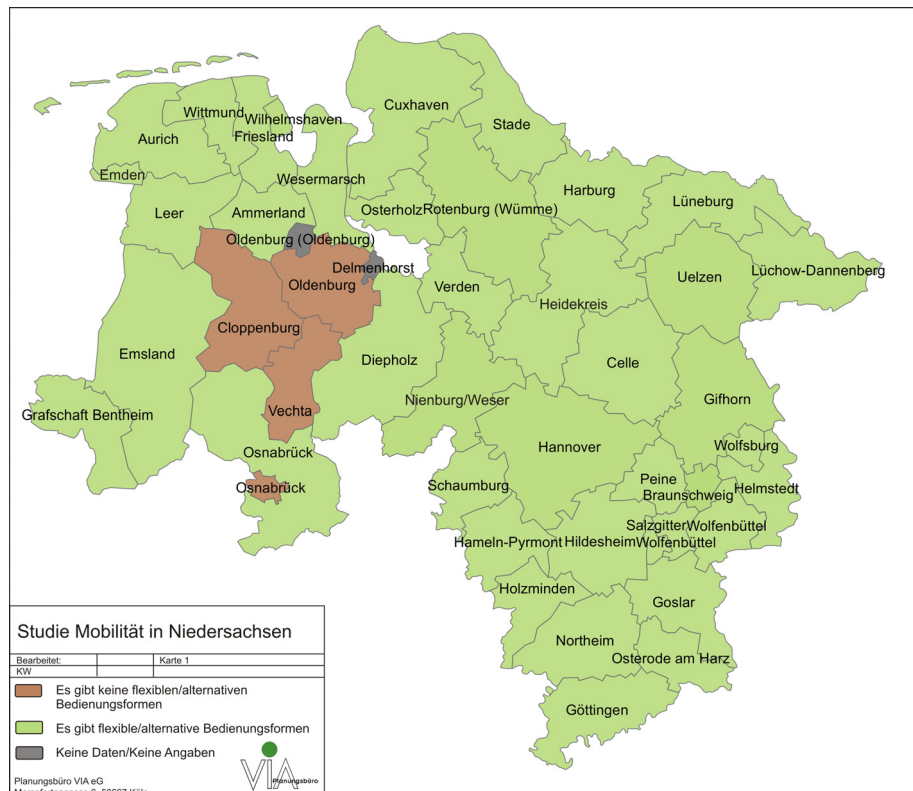 Cuxhaven
Wittmund
Wilhelmshaven
Stade
Aurich
Friesland
Emden
Wesermarsch
Harburg
Lüneburg
Leer
Ammerland
Osterholz
Rotenburg (Wümme)
Oldenburg (Oldenburg)
Delmenhorst
Oldenburg
Verden
Uelzen
Lüchow-Dannenberg
Heidekreis
Cloppenburg
Emsland
Diepholz
Celle
Nienburg/Weser
Gifhorn
Grafschaft Bentheim
Vechta
Hannover
Wolfsburg
Osnabrück
Osnabrück
Schaumburg
Peine
Helmstedt
Braunschweig
Salzgitter
Wolfenbüttel
Hameln-Pyrmont
Hildesheim
Wolfenbüttel
Holzminden
Goslar
Northeim
Osterode am Harz
Göttingen
Studie Mobilität in Niedersachsen
Bearbeitet:
Karte 1
KW
Es gibt keine flexiblen/alternativen
Bedienungsformen
Es gibt flexible/alternative Bedienungsformen
Keine Daten/Keine Angaben
VIA Planungsbüro
Planungsbüro VIA eG